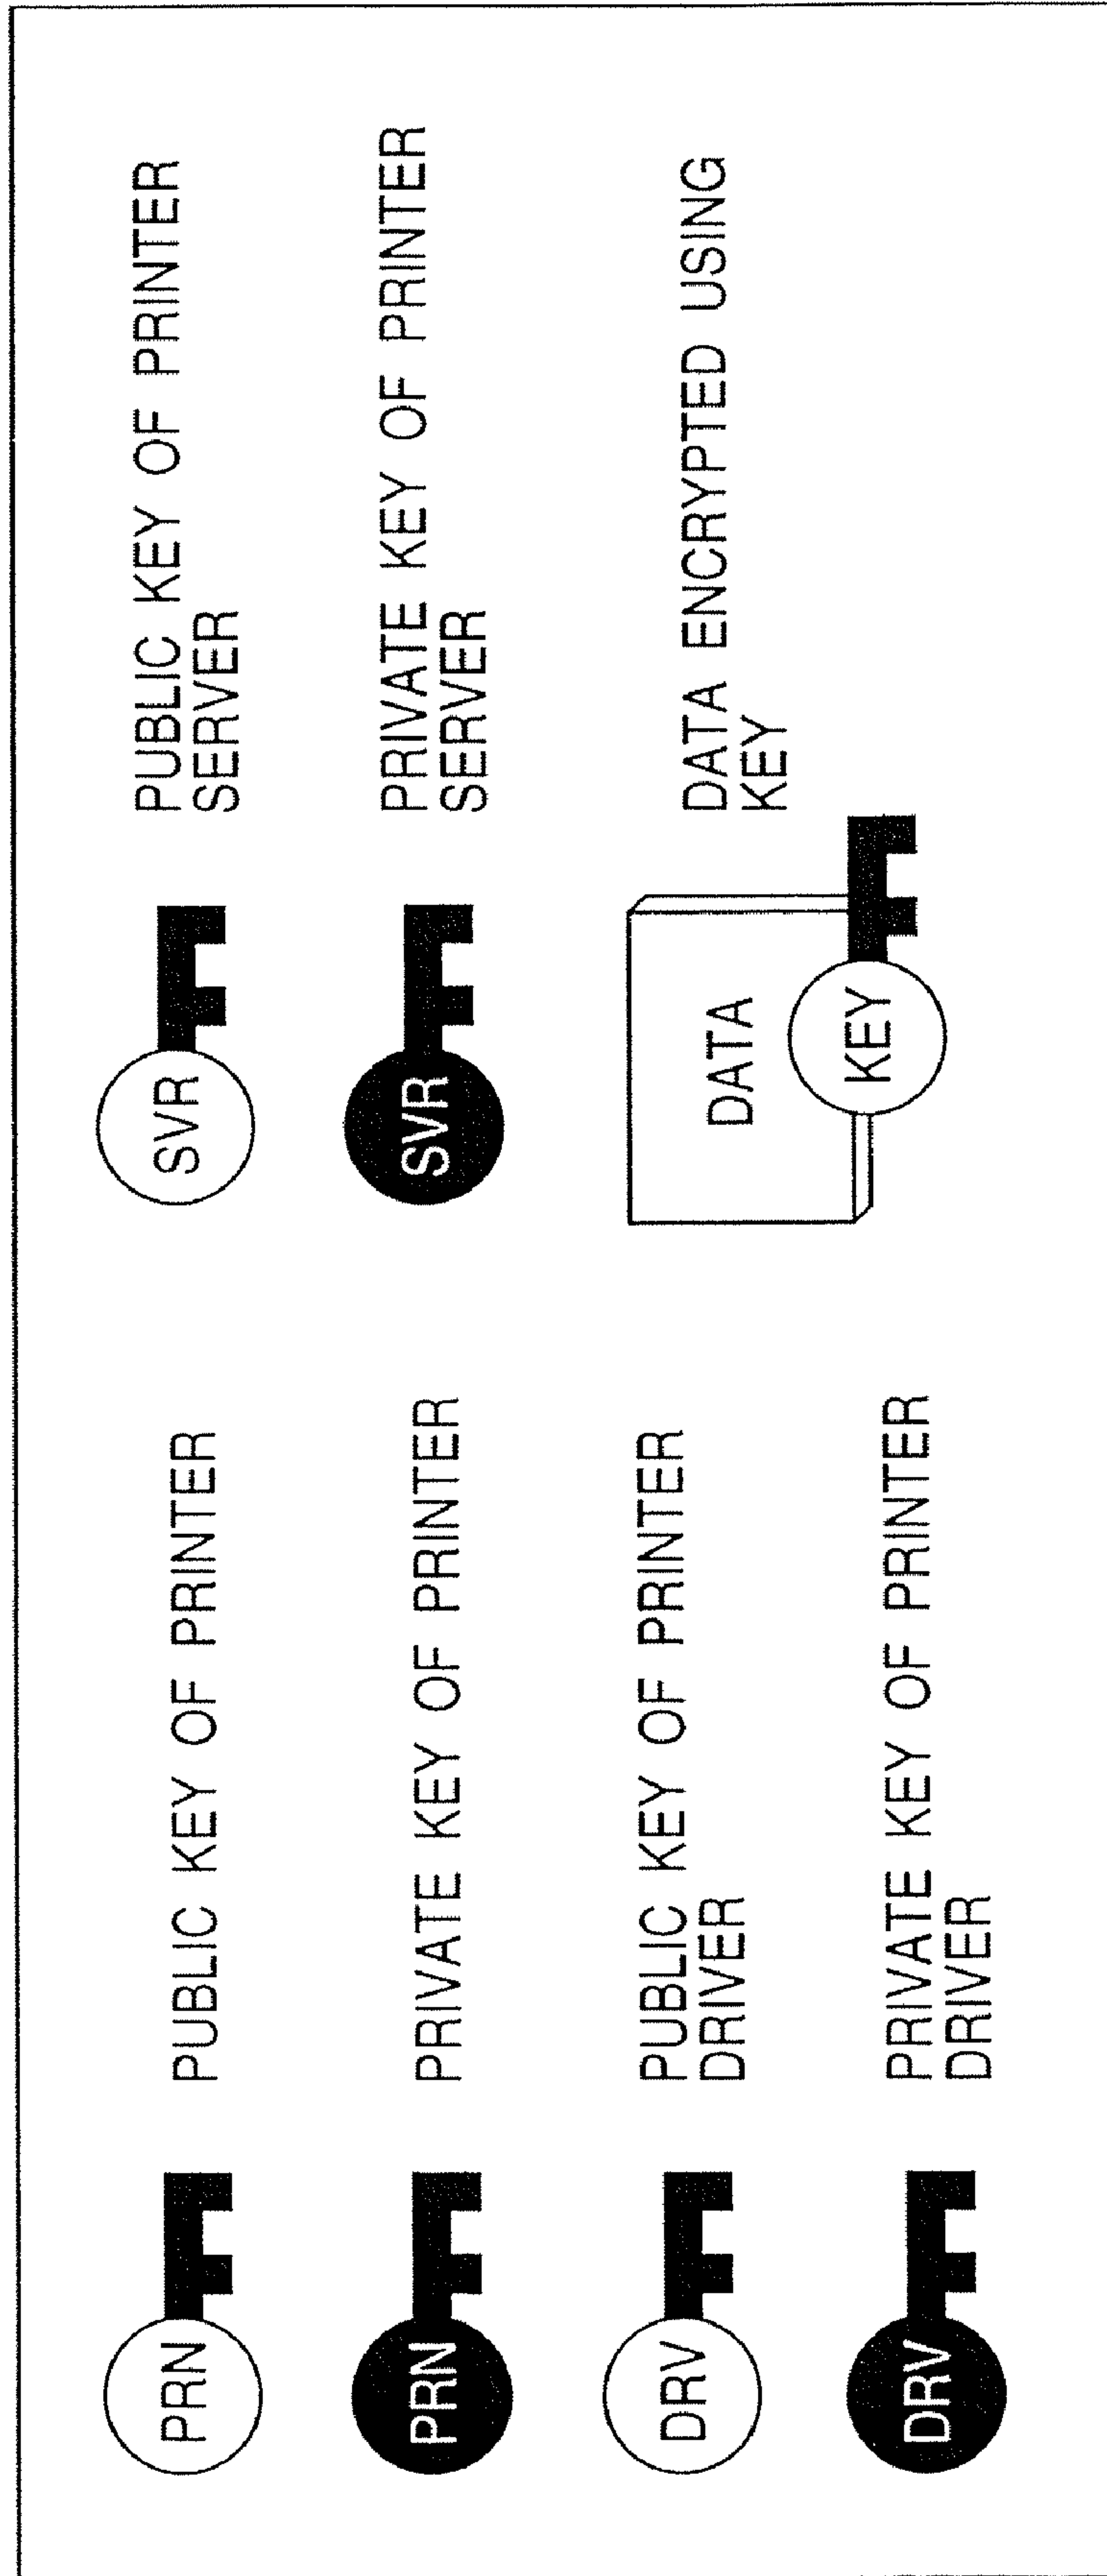 PRN
PUBLIC KEY OF PRINTER
PRN
PRIVATE KEY OF PRINTER
DRV
PUBLIC KEY OF PRINTER
DRIVER
DRV
PRIVATE KEY OF PRINTER
DRIVER
SVR
PUBLIC KEY OF PRINTER
SERVER
SVR
PRIVATE KEY OF PRINTER
SERVER
DATA
KEY
DATA ENCRYPTED USING
KEY